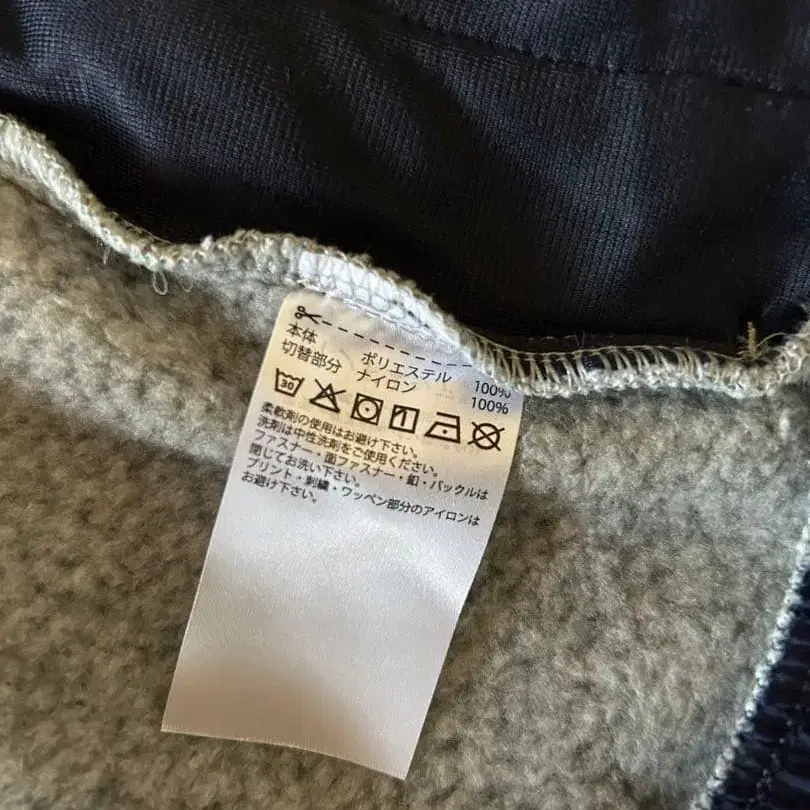 本体 ポリエステル 100%
切替部分 ナイロン 100%
30
柔軟剤の使用はお避け下さい。
洗剤は中性洗剤をご使用ください。
ファスナー・面ファスナー・釦・バックルは
閉じてお洗い下さい。
プリント・刺繍・ワッペン部分のアイロンは
お避け下さい。